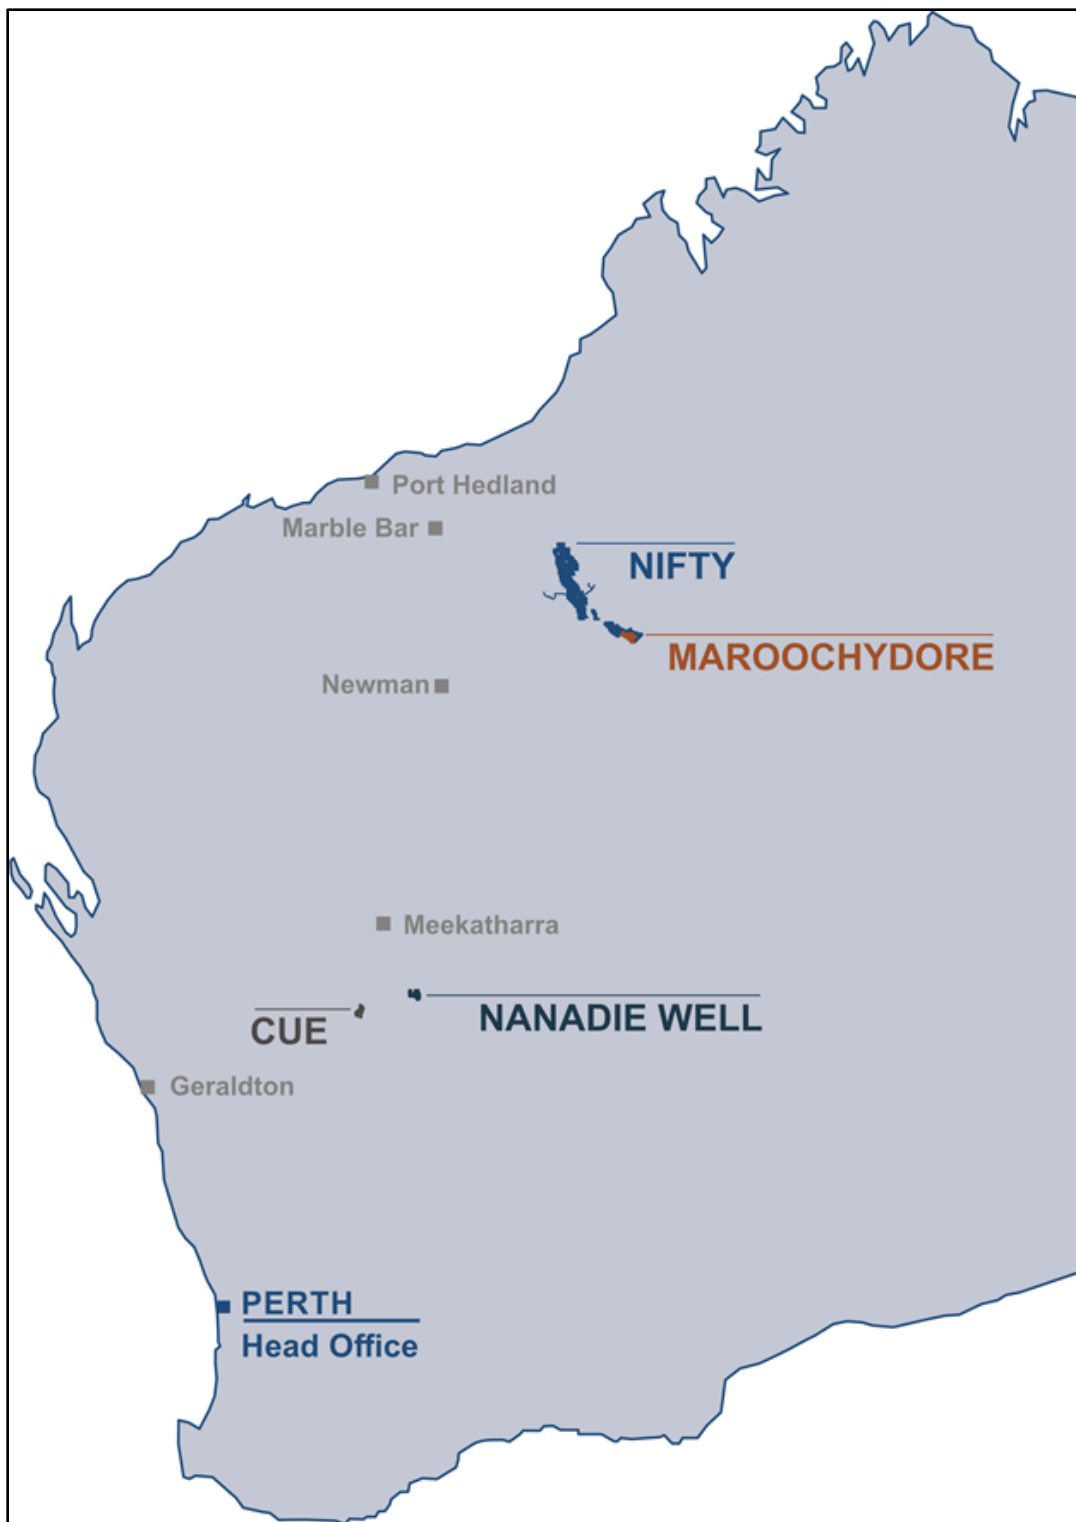 Port Hedland
Marble Bar
NIFTY
MAROOCHYDORE
Newman
Meekatharra
NANADIE WELL
CUE
Geraldton
PERTH
Head Office